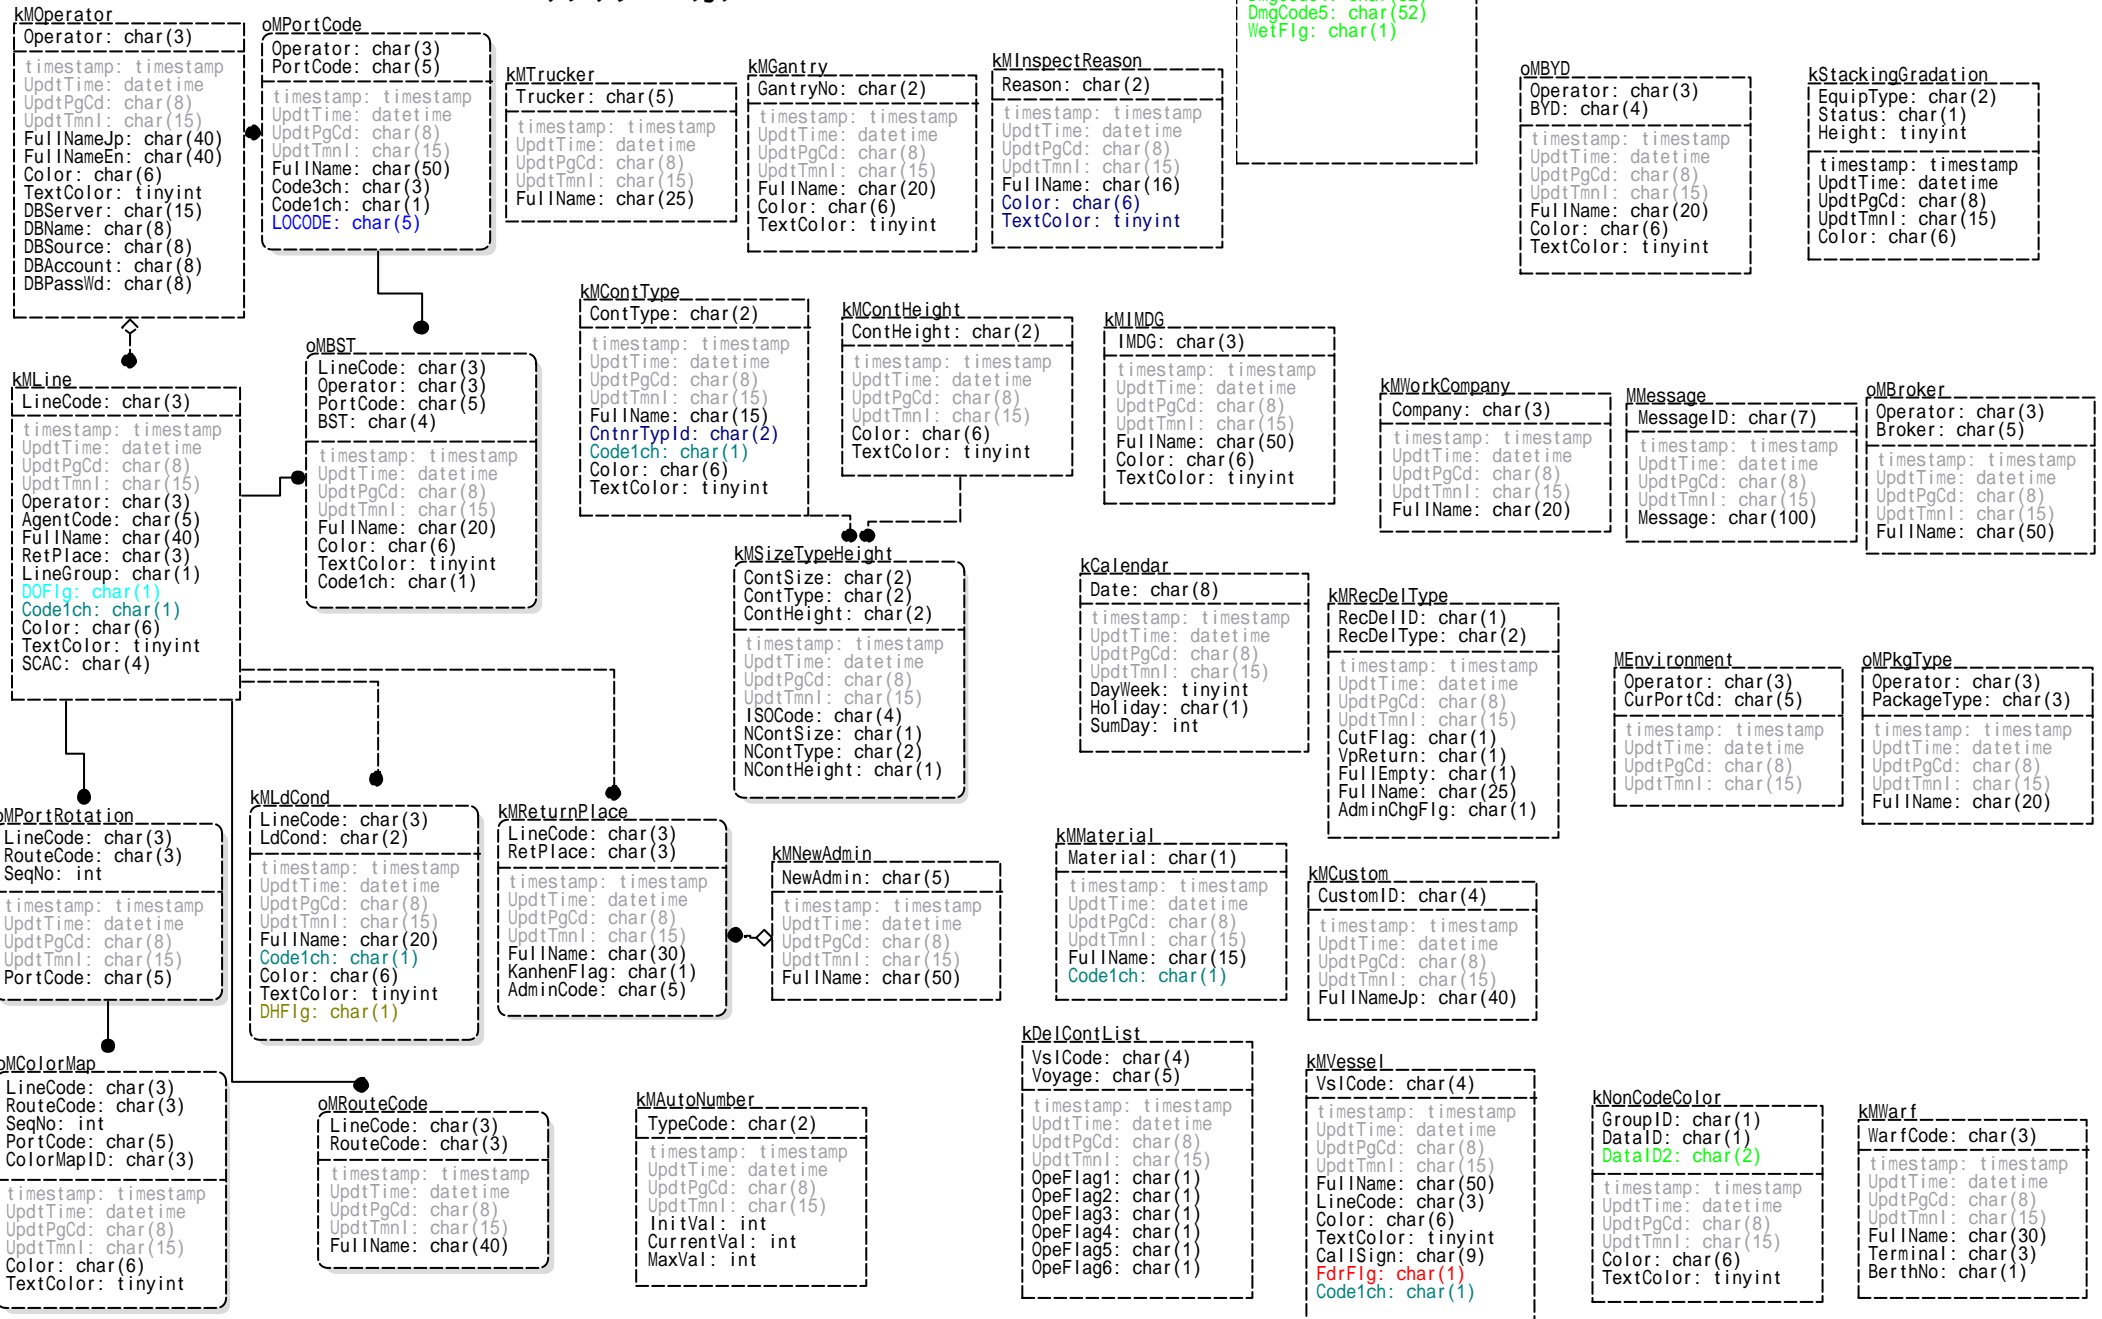 kMOperator
Operator: char(3)
timestamp: timestamp
UpdtTime: datetime
UpdtPgCd: char(8)
UpdtTmnl: char(15)
FullNameJp: char(40)
FullNameEn: char(40)
Color: char(6)
TextColor: tinyint
DBServer: char(15)
DBName: char(8)
DBSource: char(8)
DBAccount: char(8)
DBPassWd: char(8)
oMPortCode
Operator: char(3)
PortCode: char(5)
timestamp: timestamp
UpdtTime: datetime
UpdtPgCd: char(8)
UpdtTmnl: char(15)
FullName: char(50)
Code3ch: char(3)
Code1ch: char(1)
LOCODE: char(5)
kMTrucker
Trucker: char(5)
timestamp: timestamp
UpdtTime: datetime
UpdtPgCd: char(8)
UpdtTmnl: char(15)
FullName: char(25)
kMGantry
GantryNo: char(2)
timestamp: timestamp
UpdtTime: datetime
UpdtPgCd: char(8)
UpdtTmnl: char(15)
FullName: char(20)
Color: char(6)
TextColor: tinyint
kMInspectReason
Reason: char(2)
timestamp: timestamp
UpdtTime: datetime
UpdtPgCd: char(8)
UpdtTmnl: char(15)
FullName: char(16)
Color: char(6)
TextColor: tinyint
DmgCode5: char(52)
WetFlg: char(1)
oMBYD
Operator: char(3)
BYD: char(4)
timestamp: timestamp
UpdtTime: datetime
UpdtPgCd: char(8)
UpdtTmnl: char(15)
FullName: char(20)
Color: char(6)
TextColor: tinyint
kStackingGradation
EquipType: char(2)
Status: char(1)
Height: tinyint
timestamp: timestamp
UpdtTime: datetime
UpdtPgCd: char(8)
UpdtTmnl: char(15)
Color: char(6)
kMLine
LineCode: char(3)
timestamp: timestamp
UpdtTime: datetime
UpdtPgCd: char(8)
UpdtTmnl: char(15)
Operator: char(3)
AgentCode: char(5)
FullName: char(40)
RetPlace: char(3)
LineGroup: char(1)
DOFlg: char(1)
Code1ch: char(1)
Color: char(6)
TextColor: tinyint
SCAC: char(4)
oMBST
LineCode: char(3)
Operator: char(3)
PortCode: char(5)
BST: char(4)
timestamp: timestamp
UpdtTime: datetime
UpdtPgCd: char(8)
UpdtTmnl: char(15)
FullName: char(20)
Color: char(6)
TextColor: tinyint
Code1ch: char(1)
kMContType
ContType: char(2)
timestamp: timestamp
UpdtTime: datetime
UpdtPgCd: char(8)
UpdtTmnl: char(15)
FullName: char(15)
CntnrTypId: char(2)
Code1ch: char(1)
Color: char(6)
TextColor: tinyint
kMContHeight
ContHeight: char(2)
timestamp: timestamp
UpdtTime: datetime
UpdtPgCd: char(8)
UpdtTmnl: char(15)
Color: char(6)
TextColor: tinyint
kMIMDG
IMDG: char(3)
timestamp: timestamp
UpdtTime: datetime
UpdtPgCd: char(8)
UpdtTmnl: char(15)
FullName: char(50)
Color: char(6)
TextColor: tinyint
kMWorkCompany
Company: char(3)
timestamp: timestamp
UpdtTime: datetime
UpdtPgCd: char(8)
UpdtTmnl: char(15)
FullName: char(20)
MMessage
MessageID: char(7)
timestamp: timestamp
UpdtTime: datetime
UpdtPgCd: char(8)
UpdtTmnl: char(15)
Message: char(100)
oMBroker
Operator: char(3)
Broker: char(5)
timestamp: timestamp
UpdtTime: datetime
UpdtPgCd: char(8)
UpdtTmnl: char(15)
FullName: char(50)
kMSizeTypeHeight
ContSize: char(2)
ContType: char(2)
ContHeight: char(2)
timestamp: timestamp
UpdtTime: datetime
UpdtPgCd: char(8)
UpdtTmnl: char(15)
ISOCode: char(4)
NContSize: char(1)
NContType: char(2)
NContHeight: char(1)
kCalendar
Date: char(8)
timestamp: timestamp
UpdtTime: datetime
UpdtPgCd: char(8)
UpdtTmnl: char(15)
DayWeek: tinyint
Holiday: char(1)
SumDay: int
kMRecDelType
RecDelID: char(1)
RecDelType: char(2)
timestamp: timestamp
UpdtTime: datetime
UpdtPgCd: char(8)
UpdtTmnl: char(15)
CutFlag: char(1)
VpReturn: char(1)
FullEmpty: char(1)
FullName: char(25)
AdminChgFlg: char(1)
MEnvironment
Operator: char(3)
CurPortCd: char(5)
timestamp: timestamp
UpdtTime: datetime
UpdtPgCd: char(8)
UpdtTmnl: char(15)
oMPkgType
Operator: char(3)
PackageType: char(3)
timestamp: timestamp
UpdtTime: datetime
UpdtPgCd: char(8)
UpdtTmnl: char(15)
FullName: char(20)
oMPortRotation
LineCode: char(3)
RouteCode: char(3)
SeqNo: int
timestamp: timestamp
UpdtTime: datetime
UpdtPgCd: char(8)
UpdtTmnl: char(15)
PortCode: char(5)
kMLdCond
LineCode: char(3)
LdCond: char(2)
timestamp: timestamp
UpdtTime: datetime
UpdtPgCd: char(8)
UpdtTmnl: char(15)
FullName: char(20)
Code1ch: char(1)
Color: char(6)
TextColor: tinyint
DHFlg: char(1)
kMReturnPlace
LineCode: char(3)
RetPlace: char(3)
timestamp: timestamp
UpdtTime: datetime
UpdtPgCd: char(8)
UpdtTmnl: char(15)
FullName: char(30)
KanhenFlag: char(1)
AdminCode: char(5)
kMNewAdmin
NewAdmin: char(5)
timestamp: timestamp
UpdtTime: datetime
UpdtPgCd: char(8)
UpdtTmnl: char(15)
FullName: char(50)
kMMaterial
Material: char(1)
timestamp: timestamp
UpdtTime: datetime
UpdtPgCd: char(8)
UpdtTmnl: char(15)
FullName: char(15)
Code1ch: char(1)
kMCustom
CustomID: char(4)
timestamp: timestamp
UpdtTime: datetime
UpdtPgCd: char(8)
UpdtTmnl: char(15)
FullNameJp: char(40)
oMColorMap
LineCode: char(3)
RouteCode: char(3)
SeqNo: int
PortCode: char(5)
ColorMapID: char(3)
timestamp: timestamp
UpdtTime: datetime
UpdtPgCd: char(8)
UpdtTmnl: char(15)
Color: char(6)
TextColor: tinyint
oMRouteCode
LineCode: char(3)
RouteCode: char(3)
timestamp: timestamp
UpdtTime: datetime
UpdtPgCd: char(8)
UpdtTmnl: char(15)
FullName: char(40)
kMAutoNumber
TypeCode: char(2)
timestamp: timestamp
UpdtTime: datetime
UpdtPgCd: char(8)
UpdtTmnl: char(15)
InitVal: int
CurrentVal: int
MaxVal: int
kDelContList
VslCode: char(4)
Voyage: char(5)
timestamp: timestamp
UpdtTime: datetime
UpdtPgCd: char(8)
UpdtTmnl: char(15)
OpeFlag1: char(1)
OpeFlag2: char(1)
OpeFlag3: char(1)
OpeFlag4: char(1)
OpeFlag5: char(1)
OpeFlag6: char(1)
kMVessel
VslCode: char(4)
timestamp: timestamp
UpdtTime: datetime
UpdtPgCd: char(8)
UpdtTmnl: char(15)
FullName: char(50)
LineCode: char(3)
Color: char(6)
TextColor: tinyint
CallSign: char(9)
FdrFlg: char(1)
Code1ch: char(1)
kNonCodeColor
GroupID: char(1)
DataID: char(1)
DataID2: char(2)
timestamp: timestamp
UpdtTime: datetime
UpdtPgCd: char(8)
UpdtTmnl: char(15)
Color: char(6)
TextColor: tinyint
kMWarf
WarfCode: char(3)
timestamp: timestamp
UpdtTime: datetime
UpdtPgCd: char(8)
UpdtTmnl: char(15)
FullName: char(30)
Terminal: char(3)
BerthNo: char(1)